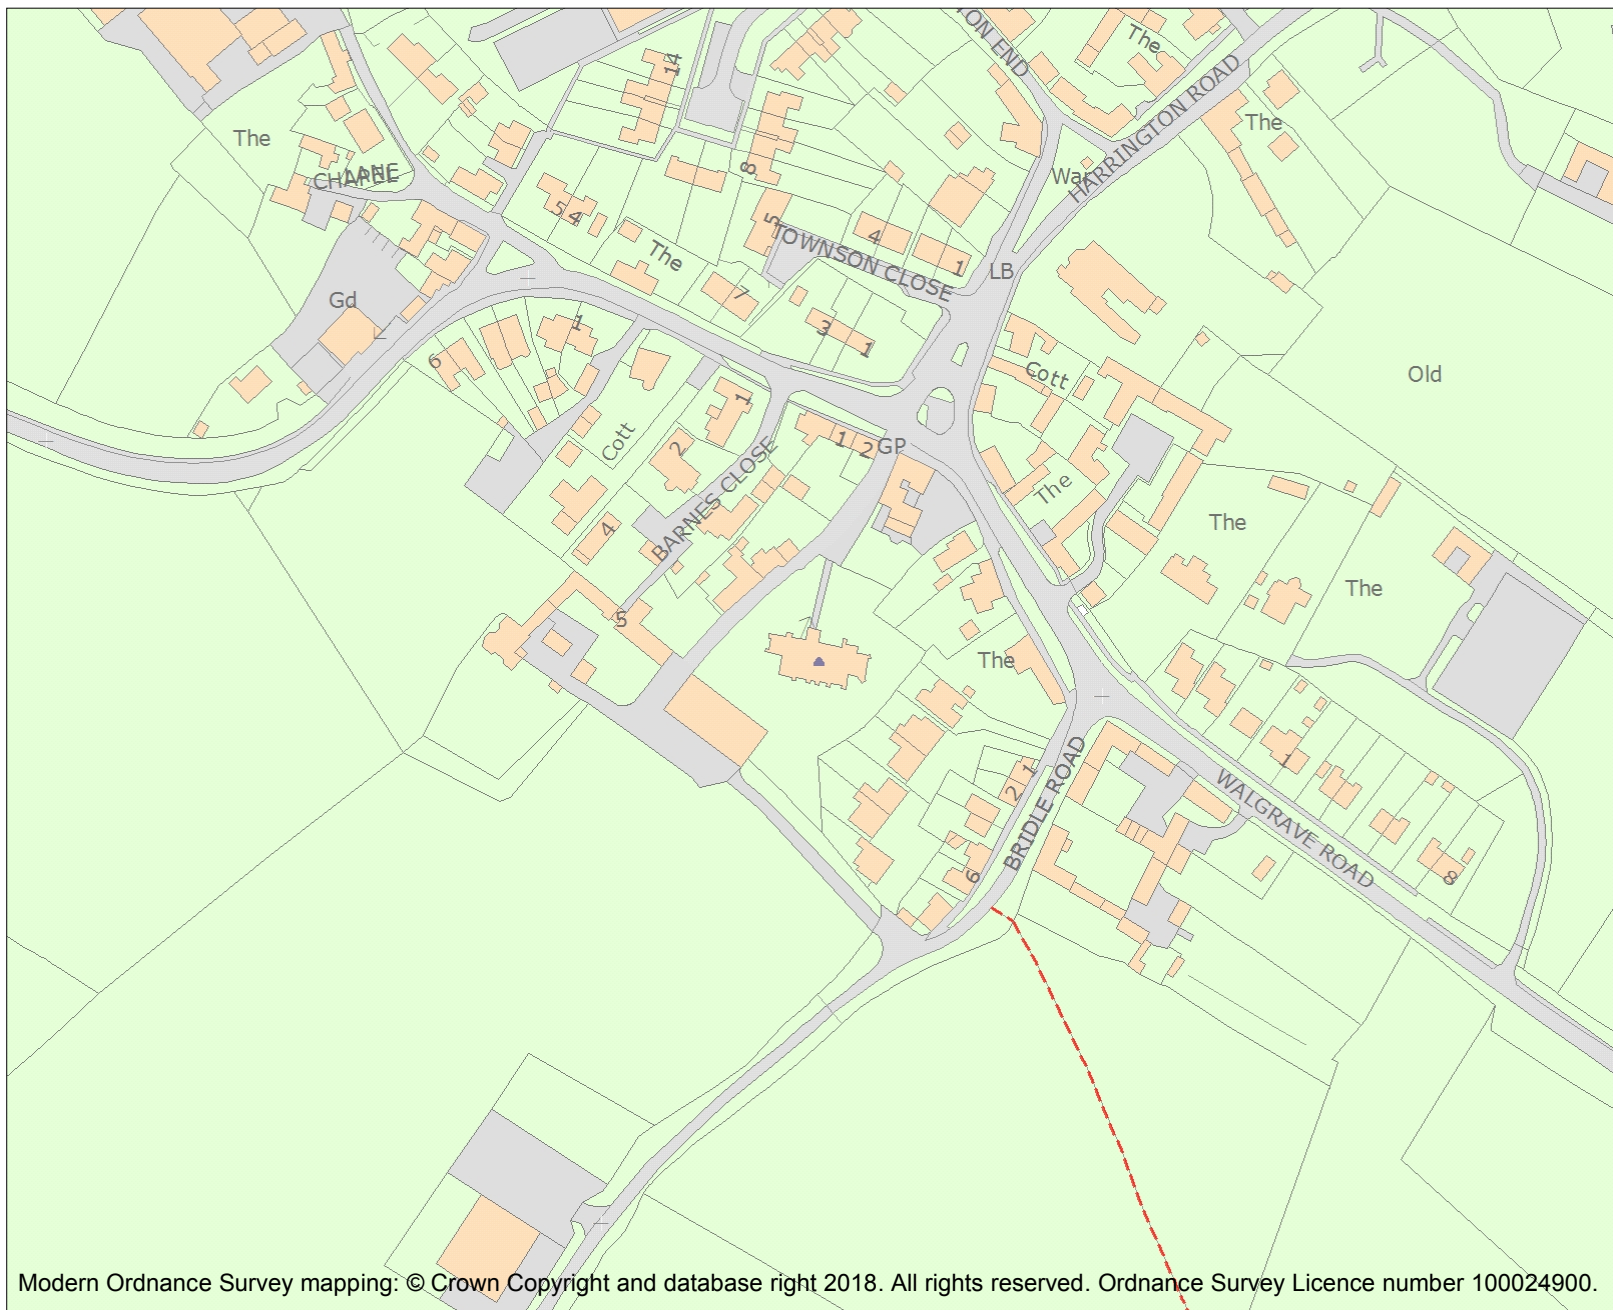 TON END
The
14
HARRINGTON ROAD
The
The
CHAPEL
LANE
8
War
5 4
5
TOWNSON CLOSE
4
1
LB
The
7
Gd
1
3
1
6
Cott
Old
1
Cott
2
1 2
GP
BARNES CLOSE
The
4
The
The
5
The
1
2
BRIDLE ROAD
1
WALGRAVE ROAD
6
8
Modern Ordnance Survey mapping: © Crown Copyright and database right 2018. All rights reserved. Ordnance Survey Licence number 100024900.